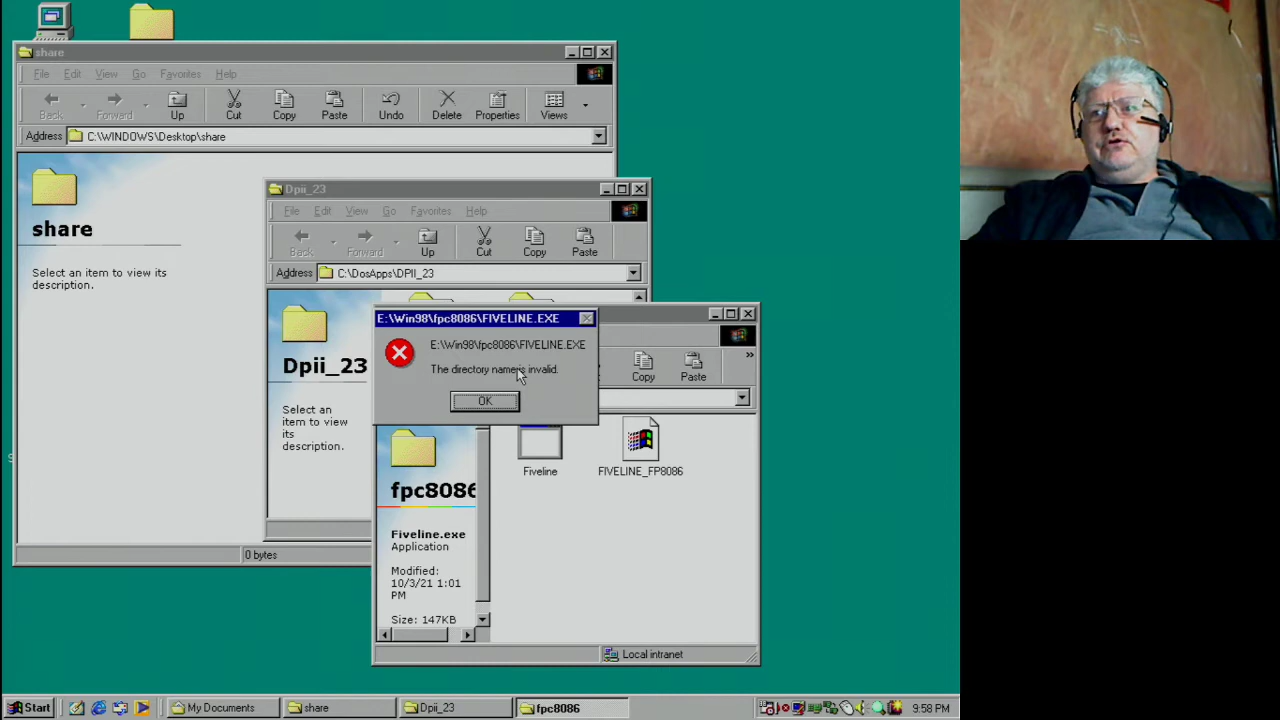 share
File Edit View Go Favorites Help
Back Forward Up Cut Copy Paste Undo Delete Properties Views
Address C:\WINDOWS\Desktop\share
share
Select an item to view its
description.
0 bytes
Dpii_23
File Edit View Go Favorites Help
Back Forward Up Cut Copy Paste
Address C:\DosApps\DPII_23
Dpii_23
Select an
item to view
its
description.
E:\Win98\fpc8086\FIVELINE.EXE
E:\Win98\fpc8086\FIVELINE.EXE
The directory name is invalid.
OK
Copy Paste »
Fiveline FIVELINE_FP8086
fpc8086
Fiveline.exe
Application
Modified:
10/3/21 1:01
PM
Size: 147KB
Local intranet
Start My Documents share Dpii_23 fpc8086 9:58 PM